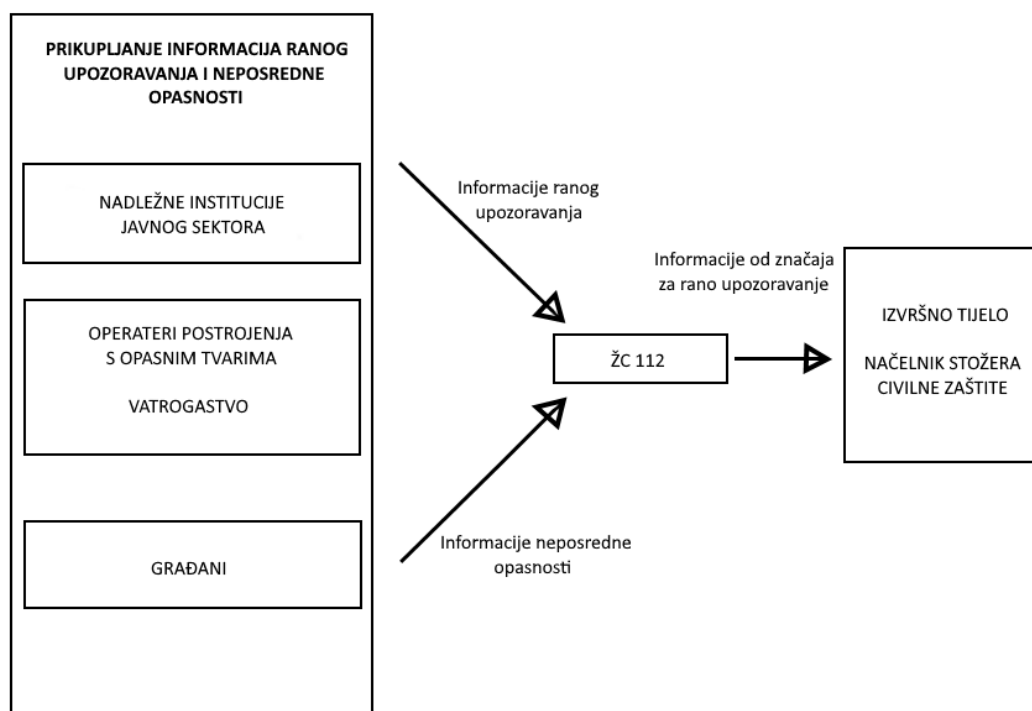 PRIKUPLJANJE INFORMACIJA RANOG
UPOZORAVANJA I NEPOSREDNE
OPASNOSTI
NADLEŽNE INSTITUCIJE
JAVNOG SEKTORA
OPERATERI POSTROJENJA
S OPASNIM TVARIMA
VATROGASTVO
GRAĐANI
Informacije ranog
upozoravanja
Informacije neposredne
opasnosti
ŽC 112
Informacije od značaja
za rano upozoravanje
IZVRŠNO TIJELO
NAČELNIK STOŽERA
CIVILNE ZAŠTITE